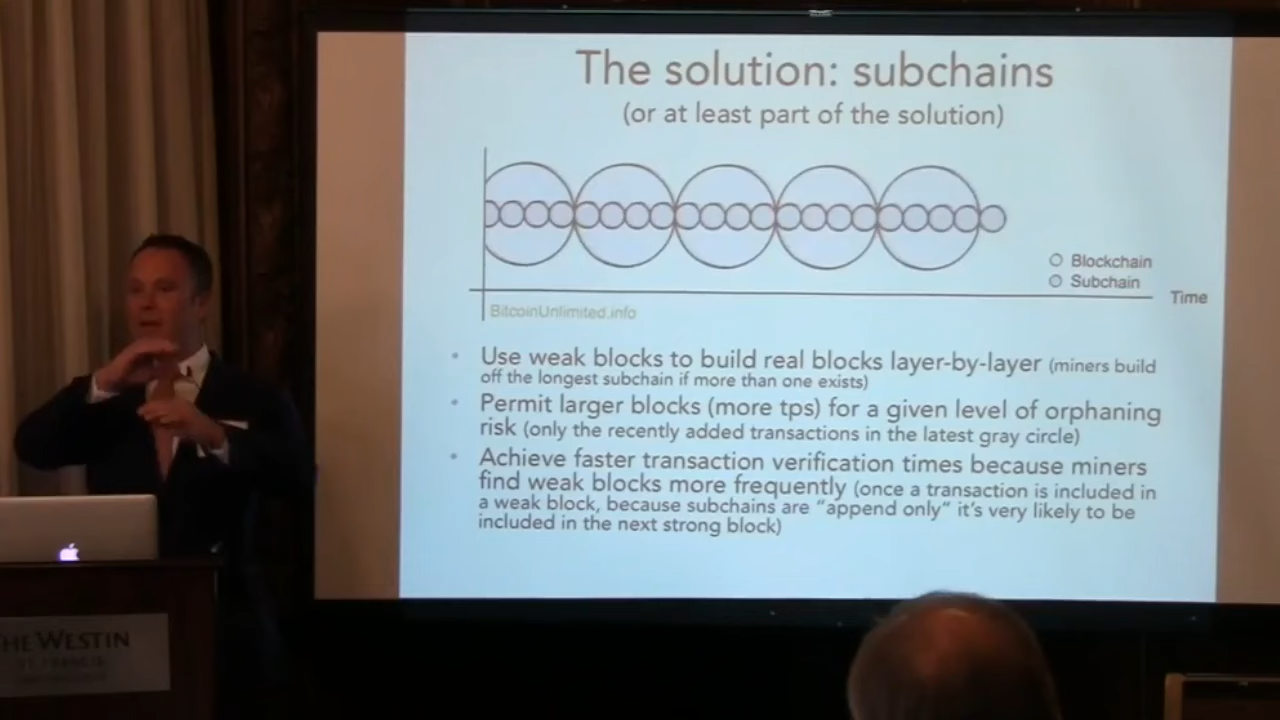 The solution: subchains
(or at least part of the solution)
Blockchain
Subchain
Time
BitcoinUnlimited.info
• Use weak blocks to build real blocks layer-by-layer (miners build
off the longest subchain if more than one exists)
• Permit larger blocks (more tps) for a given level of orphaning
risk (only the recently added transactions in the latest gray circle)
• Achieve faster transaction verification times because miners
find weak blocks more frequently (once a transaction is included in
a weak block, because subchains are "append only" it's very likely to be
included in the next strong block)
HE WESTIN
ST. FRANCIS